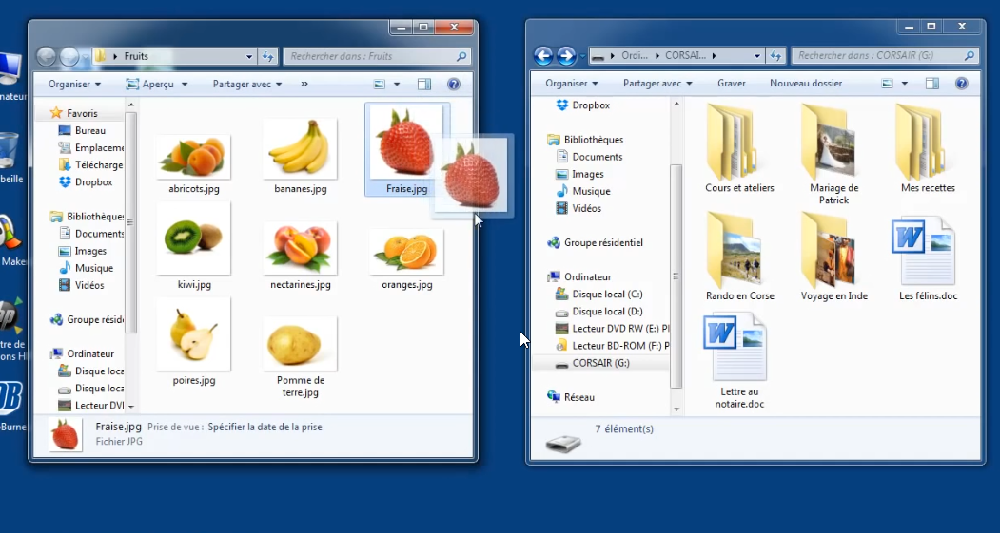 Fruits
Rechercher dans : Fruits
Organiser
Aperçu
Partager avec
»
Favoris
Bureau
Emplaceme
Télécharge
Dropbox
Bibliothèques
Documents
Images
Musique
Vidéos
Groupe réside
Ordinateur
Disque loca
Disque loca
Lecteur DVI
abricots.jpg
bananes.jpg
Fraise.jpg
kiwi.jpg
nectarines.jpg
oranges.jpg
poires.jpg
Pomme de
terre.jpg
Fraise.jpg Prise de vue : Spécifier la date de la prise
Fichier JPG
Ordi...
CORSAI...
Rechercher dans : CORSAIR (G:)
Organiser
Partager avec
Graver
Nouveau dossier
Dropbox
Bibliothèques
Documents
Images
Musique
Vidéos
Groupe résidentiel
Ordinateur
Disque local (C:)
Disque local (D:)
Lecteur DVD RW (E:) Pl
Lecteur BD-ROM (F:) P
CORSAIR (G:)
Réseau
Cours et ateliers
Mariage de
Patrick
Mes recettes
Rando en Corse
Voyage en Inde
Les félins.doc
Lettre au
notaire.doc
7 élément(s)
nateur
beille
Maker
hp
tre de
ons HI
DB
oBurne